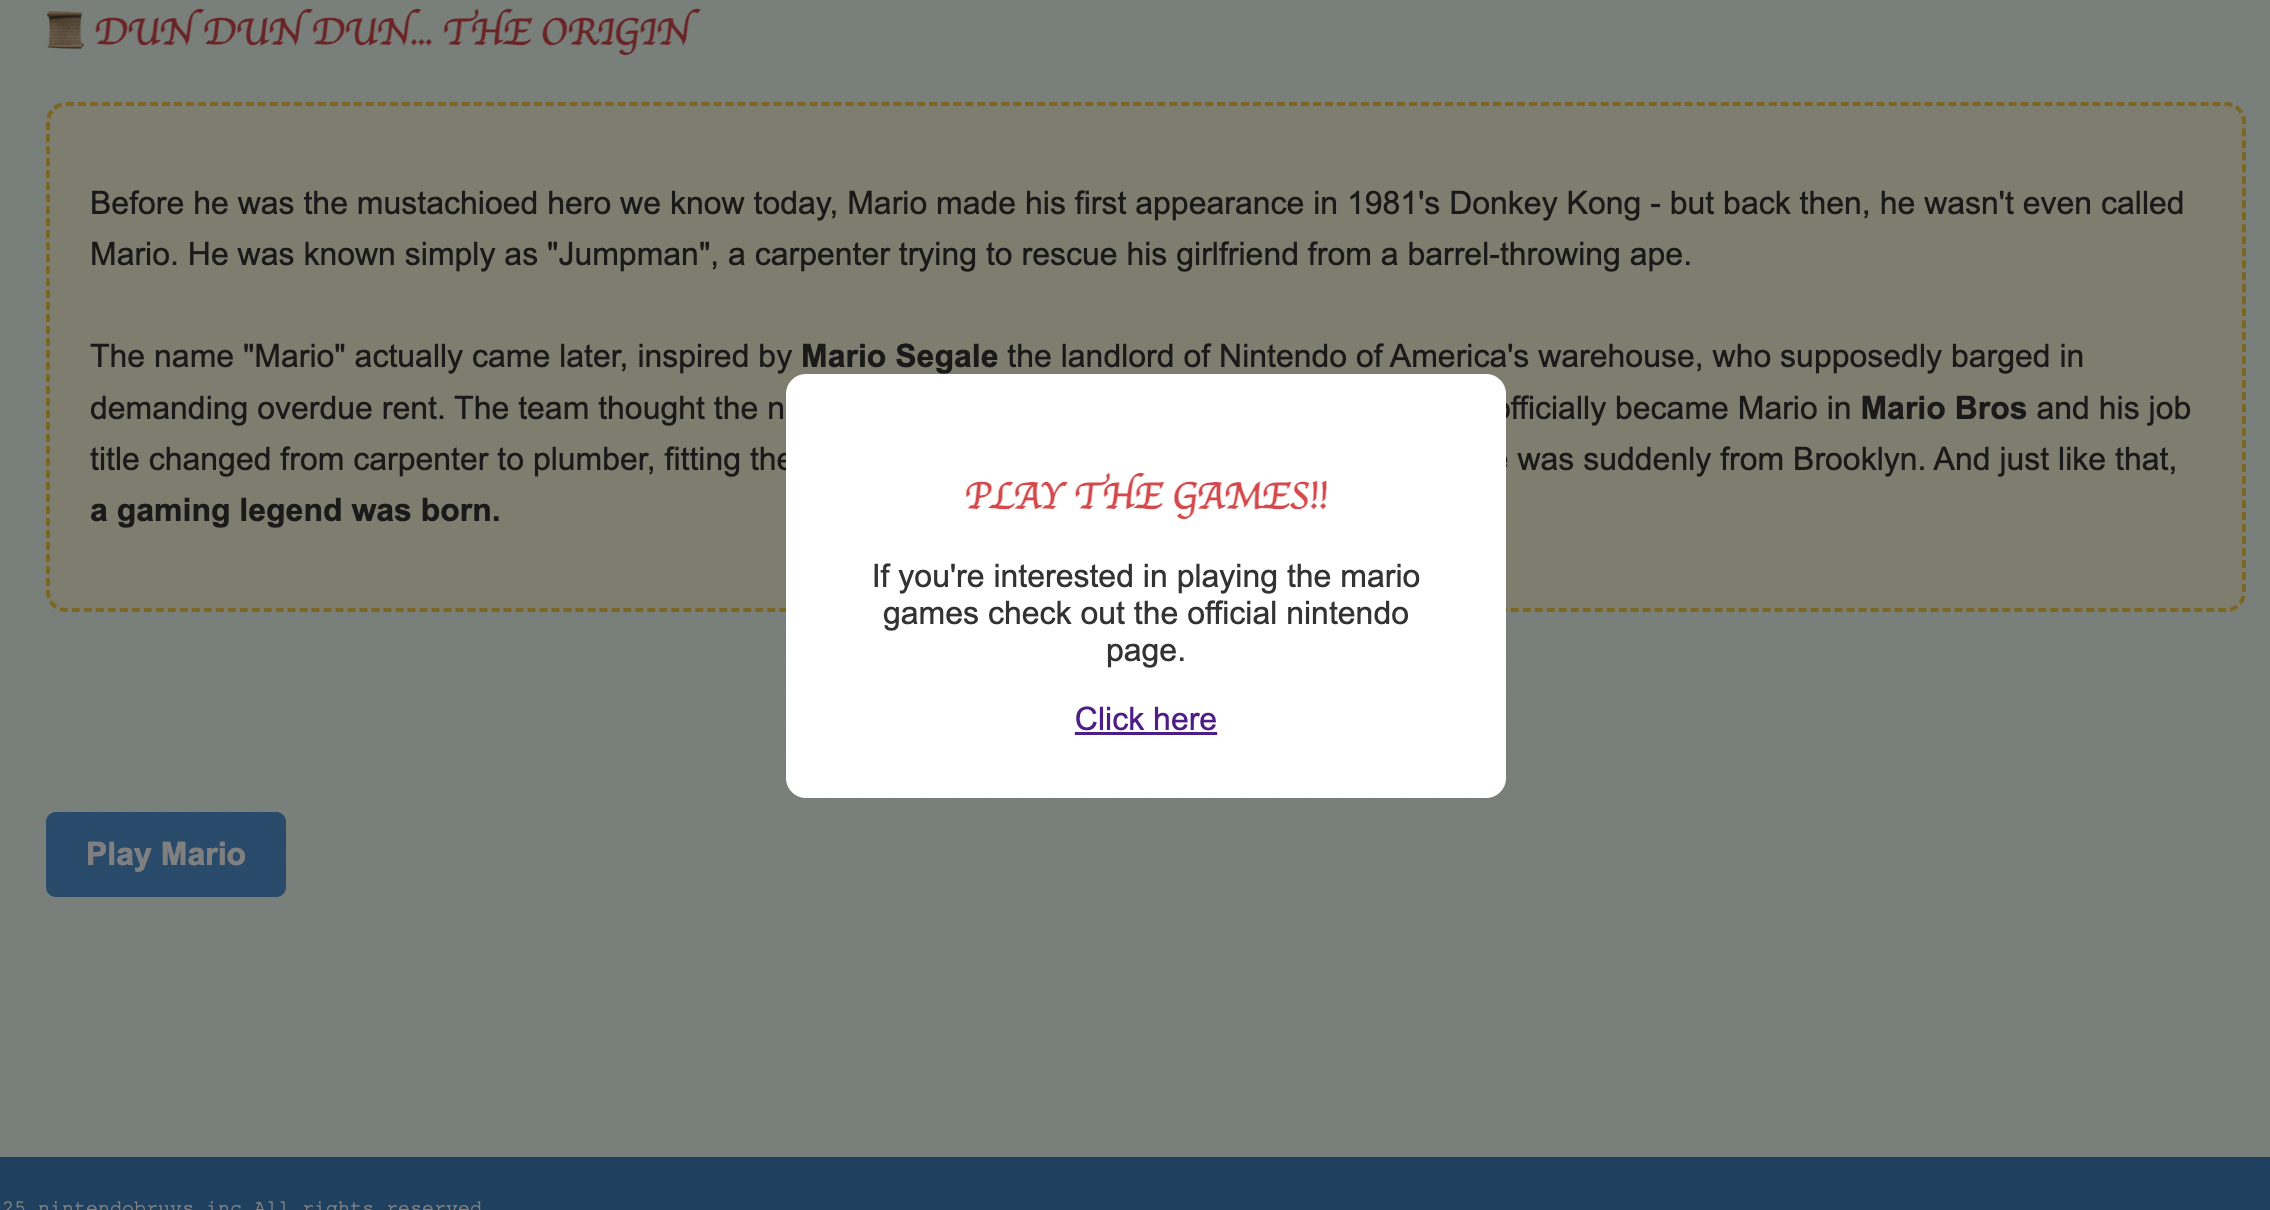 DUN DUN DUN... THE ORIGIN
Before he was the mustachioed hero we know today, Mario made his first appearance in 1981's Donkey Kong - but back then, he wasn't even called
Mario. He was known simply as "Jumpman", a carpenter trying to rescue his girlfriend from a barrel-throwing ape.
The name "Mario" actually came later, inspired by Mario Segale the landlord of Nintendo of America's warehouse, who supposedly barged in
demanding overdue rent. The team thought the officially became Mario in Mario Bros and his job
title changed from carpenter to plumber, fitting was suddenly from Brooklyn. And just like that,
a gaming legend was born.
PLAY THE GAMES!!
If you're interested in playing the mario
games check out the official nintendo
page.
Click here
Play Mario
25 nintendobruvs inc All rights reserved